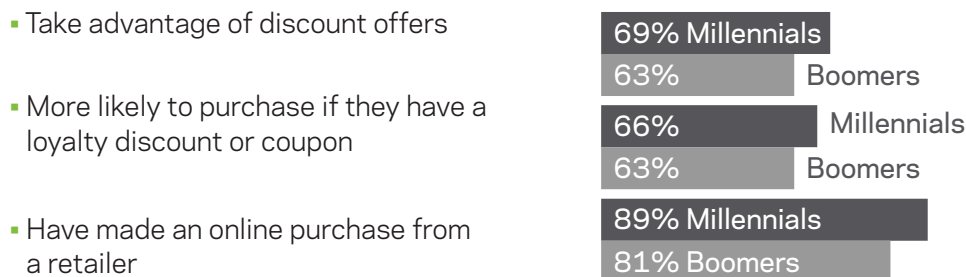 ▪ Take advantage of discount offers
69% Millennials
63% Boomers
▪ More likely to purchase if they have a
loyalty discount or coupon
66% Millennials
63% Boomers
▪ Have made an online purchase from
a retailer
89% Millennials
81% Boomers